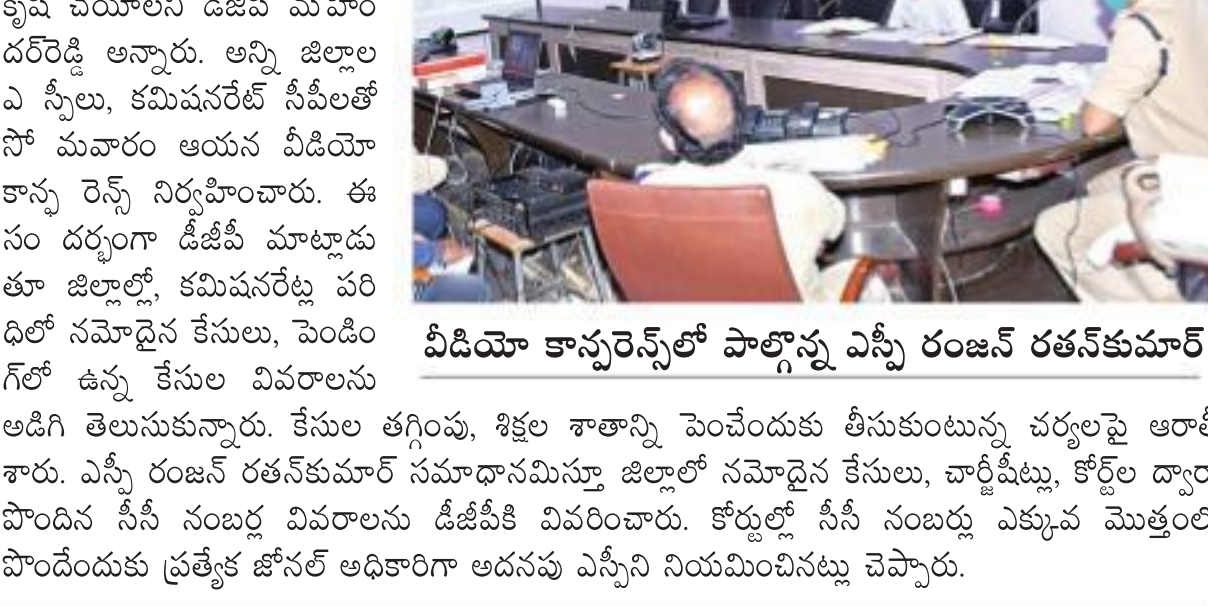 కృషి చేయాలని డీజీపీ మహేం
దర్‌రెడ్డి అన్నారు. అన్ని జిల్లాల
ఎ స్పీలు, కమిషనరేట్ సీపీలతో
సో మవారం ఆయన వీడియో
కాన్ఫ రెన్స్ నిర్వహించారు. ఈ
సం దర్భంగా డీజీపీ మాట్లాడు
తూ జిల్లాల్లో, కమిషనరేట్ల పరి
ధిలో నమోదైన కేసులు, పెండిం
గ్‌లో ఉన్న కేసుల వివరాలను
వీడియో కాన్పరెన్స్‌లో పాల్గొన్న ఎస్పీ రంజన్ రతన్‌కుమార్
అడిగి తెలుసుకున్నారు. కేసుల తగ్గింపు, శిక్షల శాతాన్ని పెంచేందుకు తీసుకుంటున్న చర్యలపై ఆరాతీ
శారు. ఎస్పీ రంజన్ రతన్‌కుమార్ సమాధానమిస్తూ జిల్లాలో నమోదైన కేసులు, చార్జీషీట్లు, కోర్ట్‌ల ద్వారా
పొందిన సీసీ నంబర్ల వివరాలను డీజీపీకి వివరించారు. కోర్టుల్లో సీసీ నంబర్లు ఎక్కువ మొత్తంలో
పొందేందుకు ప్రత్యేక జోనల్ అధికారిగా అదనపు ఎస్పీని నియమించినట్లు చెప్పారు.